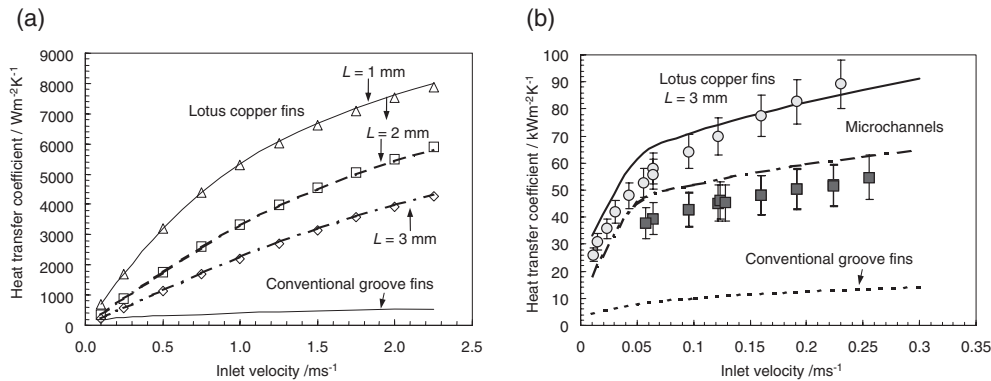 (a)
Heat transfer coefficient / Wm-2K-1
9000
8000
7000
6000
5000
4000
3000
2000
1000
0
0.0
0.5
1.0
1.5
2.0
2.5
Inlet velocity /ms-1
L = 1 mm
Lotus copper fins
L = 2 mm
L = 3 mm
Conventional groove fins
(b)
Heat transfer coefficient / kWm-2K-1
100
90
80
70
60
50
40
30
20
10
0
0
0.05
0.1
0.15
0.2
0.25
0.3
0.35
Inlet velocity /ms-1
Lotus copper fins
L = 3 mm
Microchannels
Conventional groove fins